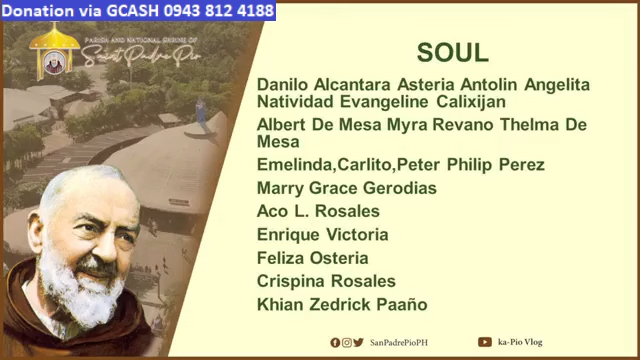 Donation via GCASH 0943 812 4188
PARISH AND NATIONAL SHRINE OF
Saint Padre Pio
SOUL
Danilo Alcantara Asteria Antolin Angelita
Natividad Evangeline Calixijan
Albert De Mesa Myra Revano Thelma De
Mesa
Emelinda,Carlito,Peter Philip Perez
Marry Grace Gerodias
Aco L. Rosales
Enrique Victoria
Feliza Osteria
Crispina Rosales
Khian Zedrick Paaño
SanPadrePioPH
ka-Pio Vlog